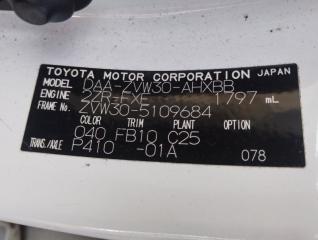 TOYOTA MOTOR CORPORATION JAPAN
MODEL DAA-ZVW30-AHXBB
ENGINE 2ZR-FXE 1797 mL
FRAME No. ZVW30-5109684
COLOR TRIM PLANT
040 FB10 C25
TRANS./AXLE P410 -01A
078